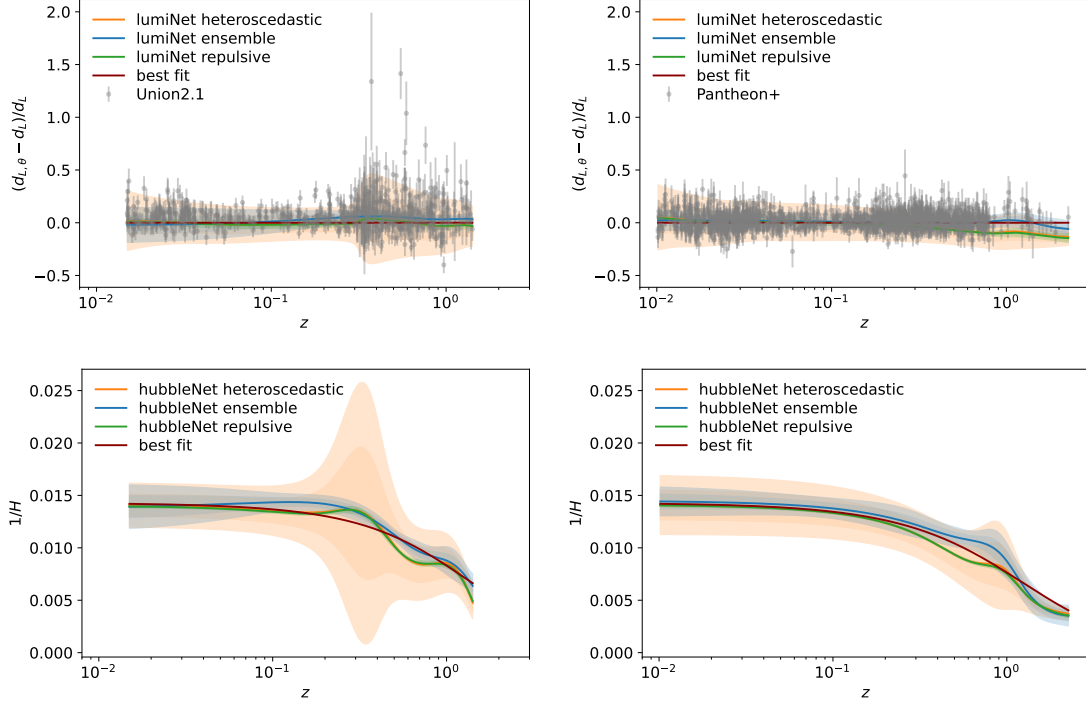 2.0
1.5
1.0
0.5
0.0
−0.5
(d_{L, θ} − d_L)/d_L
lumiNet heteroscedastic
lumiNet ensemble
lumiNet repulsive
best fit
Union2.1
10^{−2}
10^{−1}
10^{0}
z
2.0
1.5
1.0
0.5
0.0
−0.5
(d_{L, θ} − d_L)/d_L
lumiNet heteroscedastic
lumiNet ensemble
lumiNet repulsive
best fit
Pantheon+
10^{−2}
10^{−1}
10^{0}
z
0.025
0.020
0.015
0.010
0.005
0.000
1/H
hubbleNet heteroscedastic
hubbleNet ensemble
hubbleNet repulsive
best fit
10^{−2}
10^{−1}
10^{0}
z
0.025
0.020
0.015
0.010
0.005
0.000
1/H
hubbleNet heteroscedastic
hubbleNet ensemble
hubbleNet repulsive
best fit
10^{−2}
10^{−1}
10^{0}
z